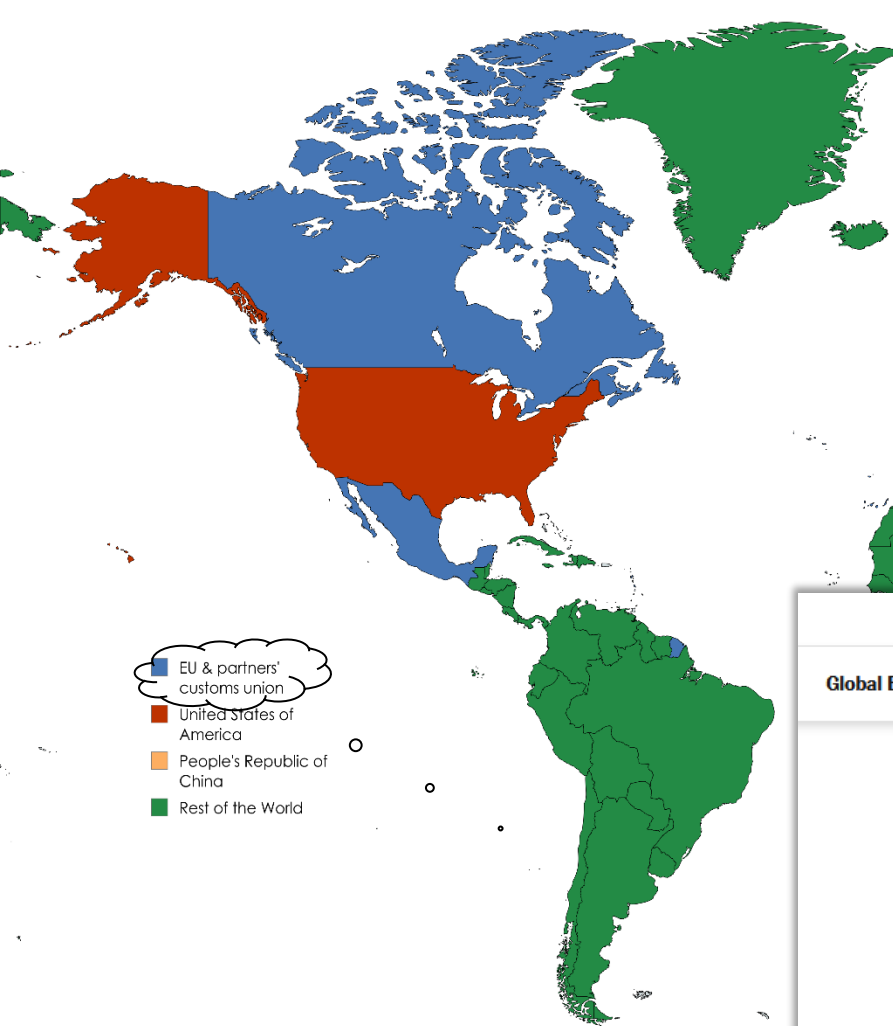 EU & partners'
customs union
United States of
America
People's Republic of
China
Rest of the World
Global